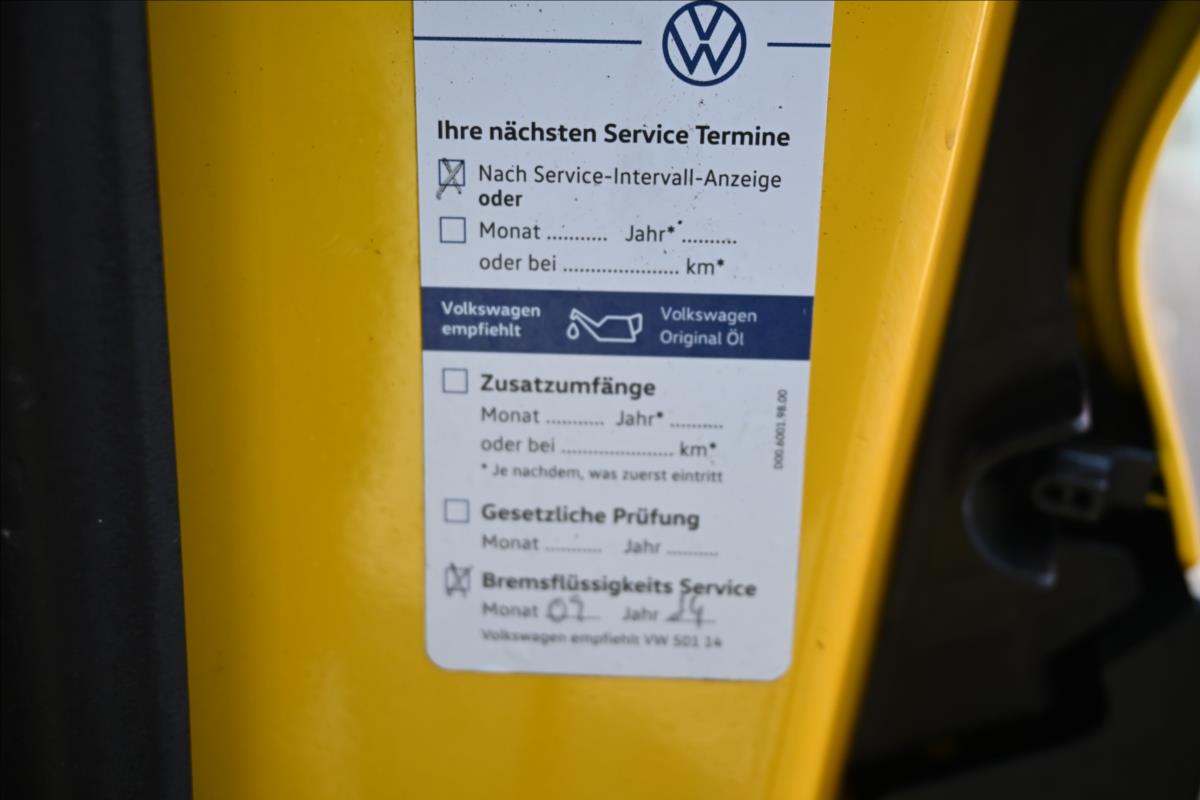 Ihre nächsten Service Termine
Nach Service-Intervall-Anzeige
oder
Monat ........... Jahr* ..........
oder bei ..................... km*
Volkswagen
empfiehlt
Volkswagen
Original Öl
Zusatzumfänge
Monat ........... Jahr* ..........
oder bei ..................... km*
* Je nachdem, was zuerst eintritt
D00.6001.98.00
Gesetzliche Prüfung
Monat ........... Jahr ..........
Bremsflüssigkeits Service
Monat 09 Jahr 24
Volkswagen empfiehlt VW 501 14